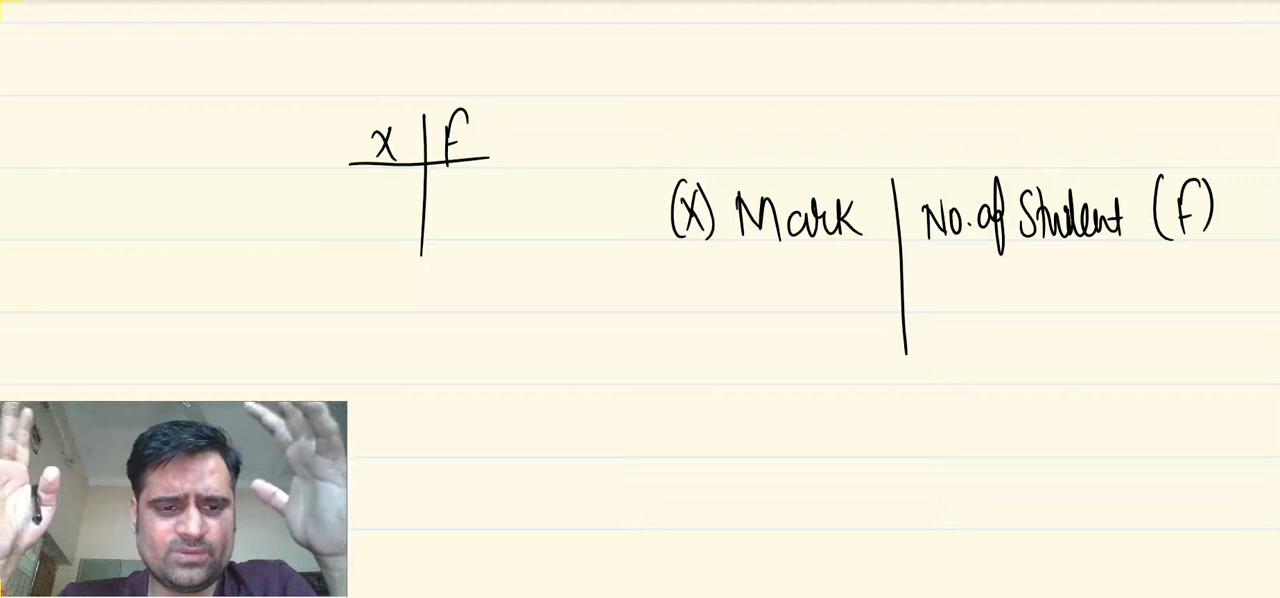 x | F
(X) Mark | No. of Student (F)